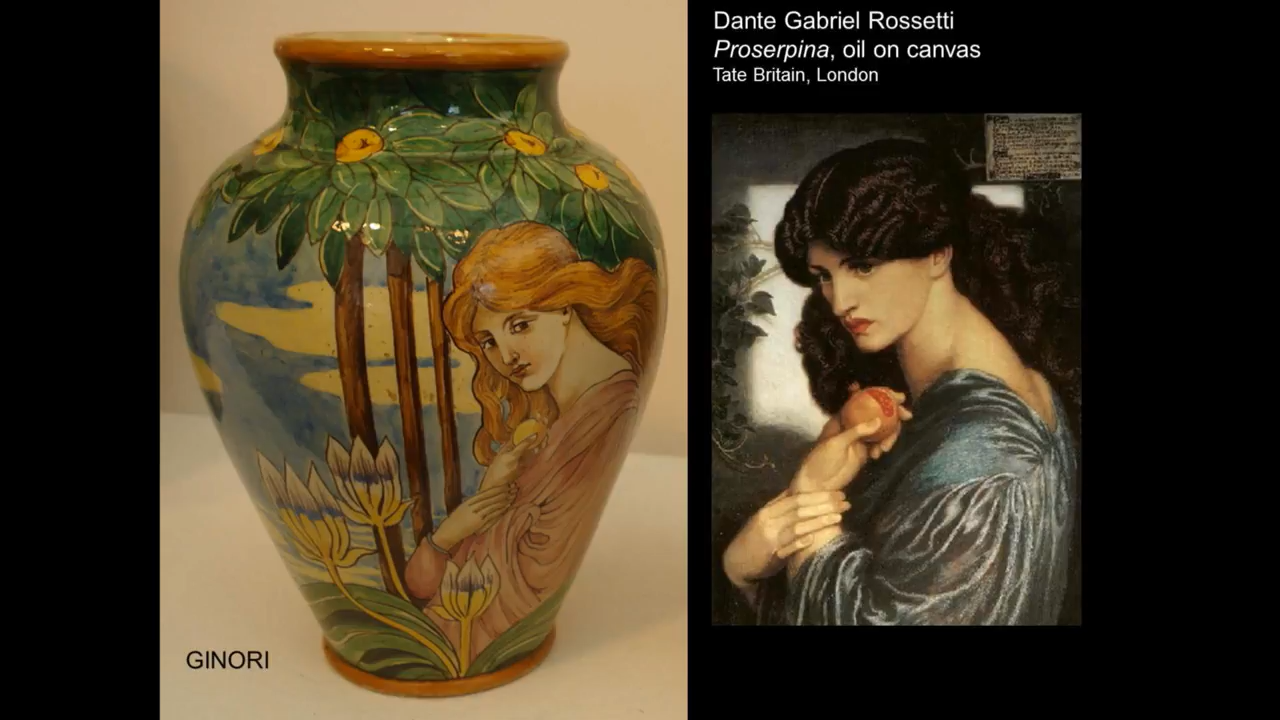 Dante Gabriel Rossetti
Proserpina, oil on canvas
Tate Britain, London
GINORI